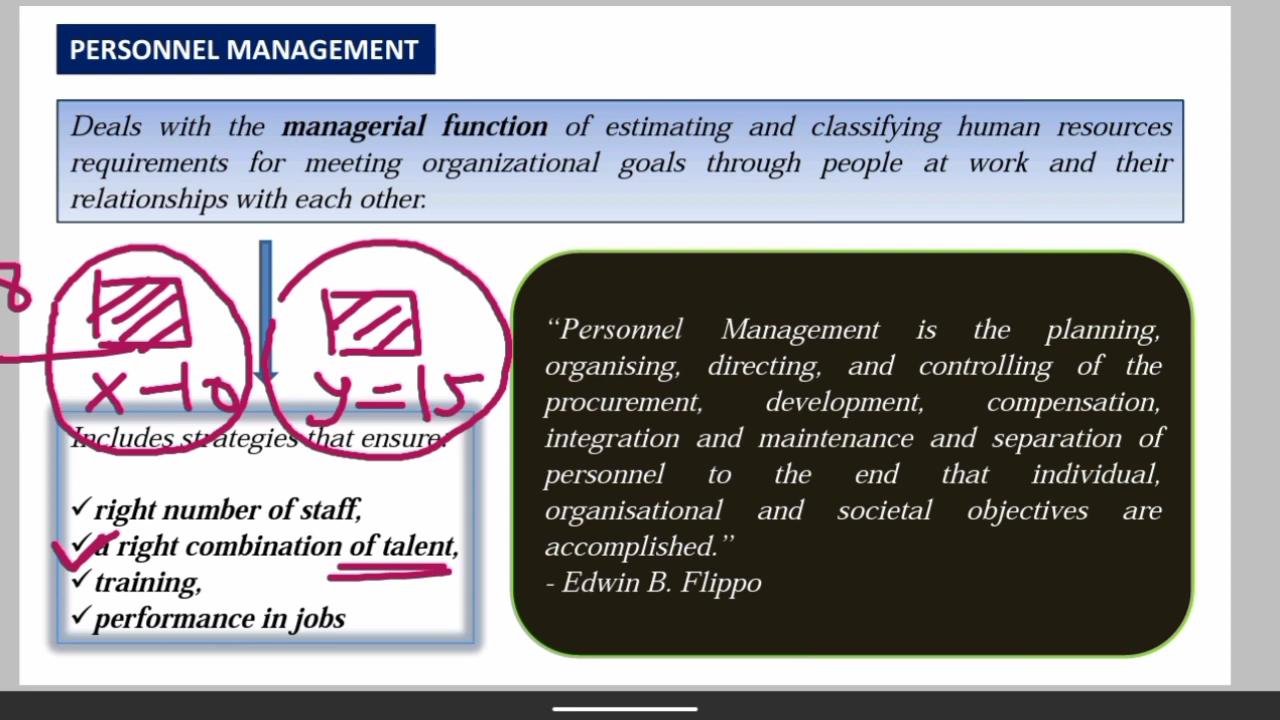 PERSONNEL MANAGEMENT
Deals with the managerial function of estimating and classifying human resources
requirements for meeting organizational goals through people at work and their
relationships with each other.
8
x - 10
y = 15
Includes strategies that ensure:
✓ right number of staff,
✓ a right combination of talent,
✓ training,
✓ performance in jobs
“Personnel Management is the planning,
organising, directing, and controlling of the
procurement, development, compensation,
integration and maintenance and separation of
personnel to the end that individual,
organisational and societal objectives are
accomplished.”
- Edwin B. Flippo